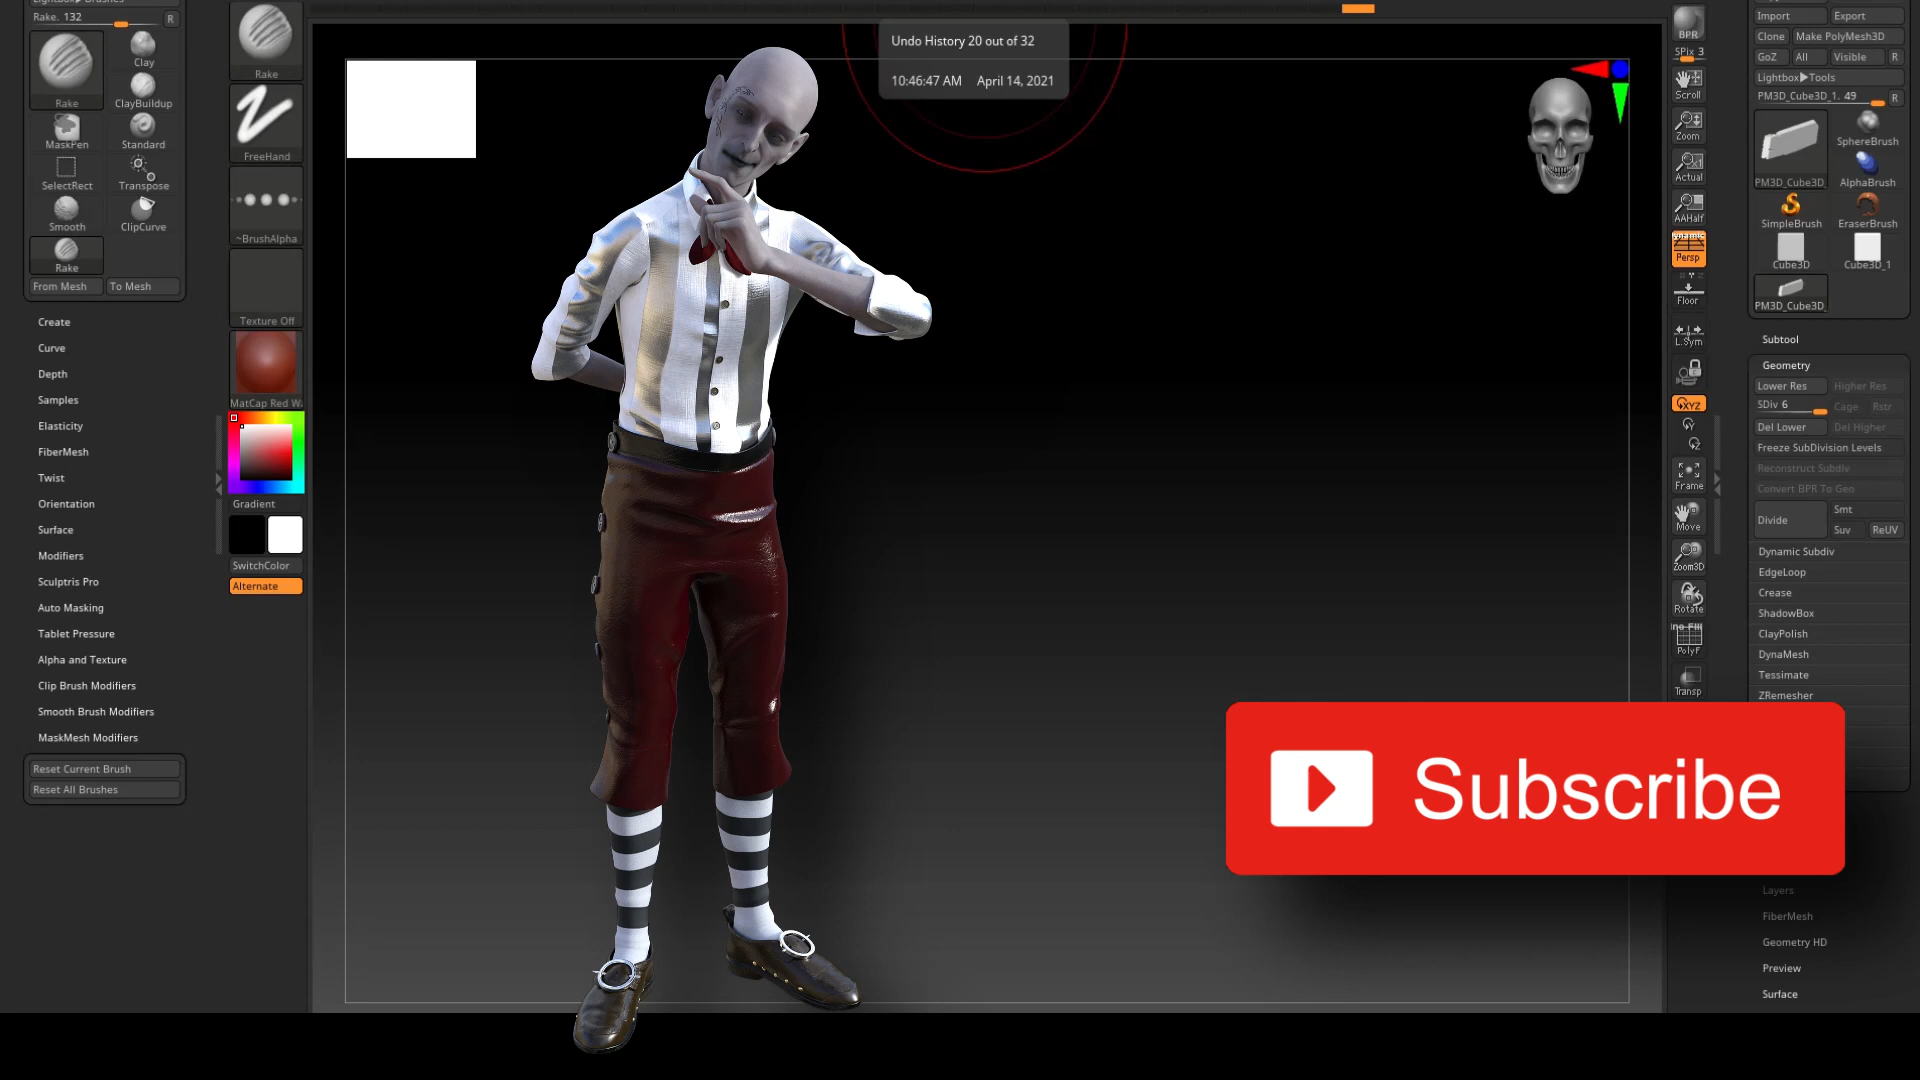 Lightbox▶Brushes
Rake. 132
R
Rake
Clay
ClayBuildup
MaskPen
Standard
SelectRect
Transpose
Smooth
ClipCurve
Rake
From Mesh
To Mesh
Create
Curve
Depth
Samples
Elasticity
FiberMesh
Twist
Orientation
Surface
Modifiers
Sculptris Pro
Auto Masking
Tablet Pressure
Alpha and Texture
Clip Brush Modifiers
Smooth Brush Modifiers
MaskMesh Modifiers
Reset Current Brush
Reset All Brushes
Rake
FreeHand
~BrushAlpha
Texture Off
MatCap Red W
Gradient
SwitchColor
Alternate
Undo History 20 out of 32
10:46:47 AM April 14, 2021
Subscribe
BPR
SPix 3
Scroll
Zoom
Actual
AAHalf
Persp
Floor
L.Sym
XYZ
Y
Z
Frame
Move
Zoom3D
Rotate
PolyF
Transp
Import
Export
Clone
Make PolyMesh3D
GoZ
All
Visible
R
Lightbox▶Tools
PM3D_Cube3D_1. 49
R
PM3D_Cube3D_
SphereBrush
AlphaBrush
SimpleBrush
EraserBrush
Cube3D
Cube3D_1
PM3D_Cube3D_
Subtool
Geometry
Lower Res
Higher Res
SDiv 6
Cage
Rstr
Del Lower
Del Higher
Freeze SubDivision Levels
Reconstruct Subdiv
Convert BPR To Geo
Divide
Smt
Suv
ReUV
Dynamic Subdiv
EdgeLoop
Crease
ShadowBox
ClayPolish
DynaMesh
Tessimate
ZRemesher
Layers
FiberMesh
Geometry HD
Preview
Surface